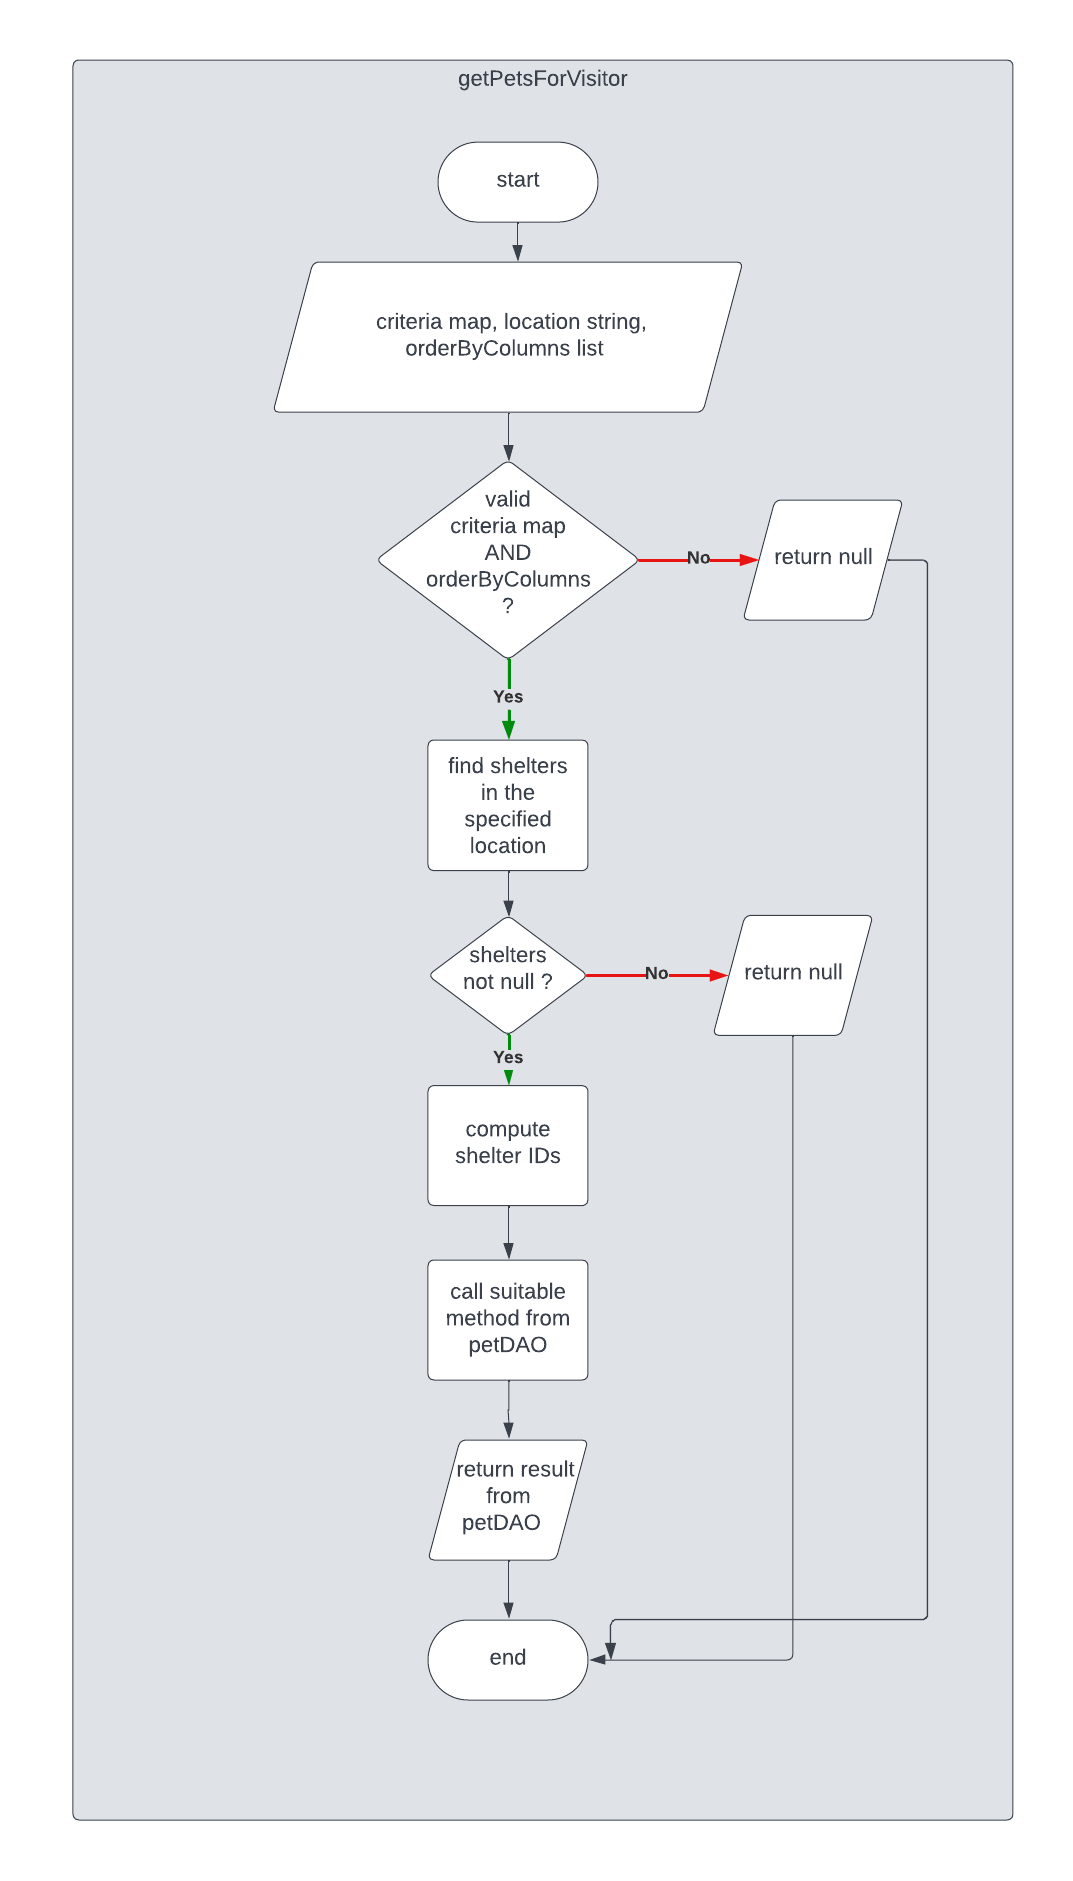 getPetsForVisitor
start
criteria map, location string,
orderByColumns list
valid
criteria map
AND
orderByColumns
?
No
return null
Yes
find shelters
in the
specified
location
shelters
not null ?
No
return null
Yes
compute
shelter IDs
call suitable
method from
petDAO
return result
from
petDAO
end